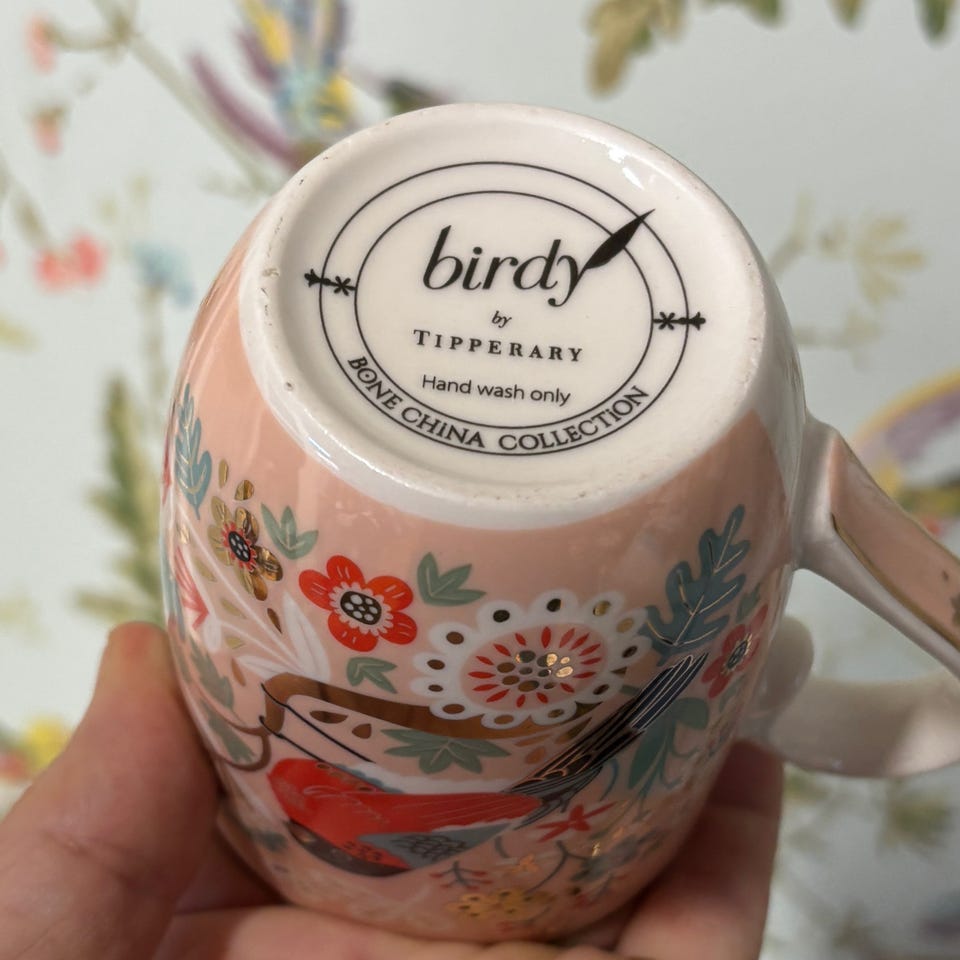 birdy
by
TIPPERARY
Hand wash only
BONE CHINA COLLECTION